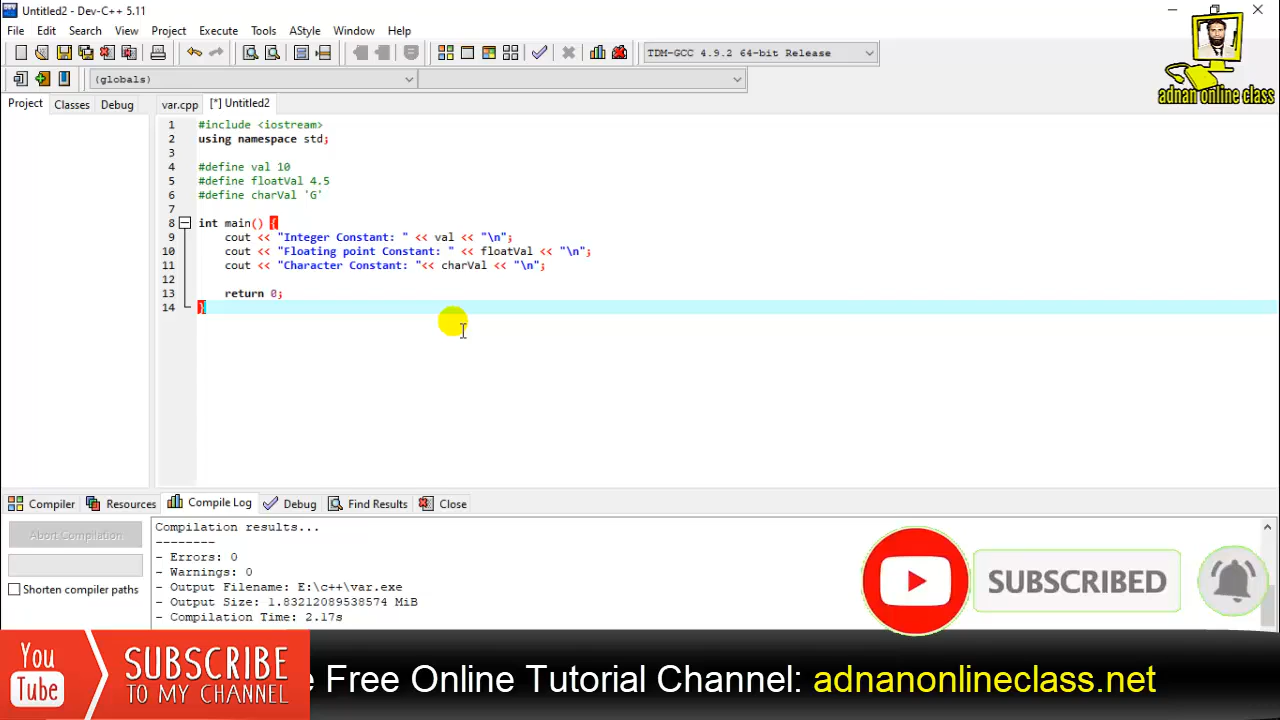 Untitled2 - Dev-C++ 5.11
File Edit Search View Project Execute Tools AStyle Window Help
TDM-GCC 4.9.2 64-bit Release
(globals)
adnan online class
Project Classes Debug var.cpp [*] Untitled2
1 #include <iostream>
2 using namespace std;
3
4 #define val 10
5 #define floatVal 4.5
6 #define charVal 'G'
7
8 int main() {
9 cout << "Integer Constant: " << val << "\n";
10 cout << "Floating point Constant: " << floatVal << "\n";
11 cout << "Character Constant: "<< charVal << "\n";
12
13 return 0;
14 }
Compiler Resources Compile Log Debug Find Results Close
Abort Compilation
Shorten compiler paths
Compilation results...
--------
- Errors: 0
- Warnings: 0
- Output Filename: E:\c++\var.exe
- Output Size: 1.83212089538574 MiB
- Compilation Time: 2.17s
SUBSCRIBED
You Tube
SUBSCRIBE
TO MY CHANNEL
e Free Online Tutorial Channel: adnanonlineclass.net